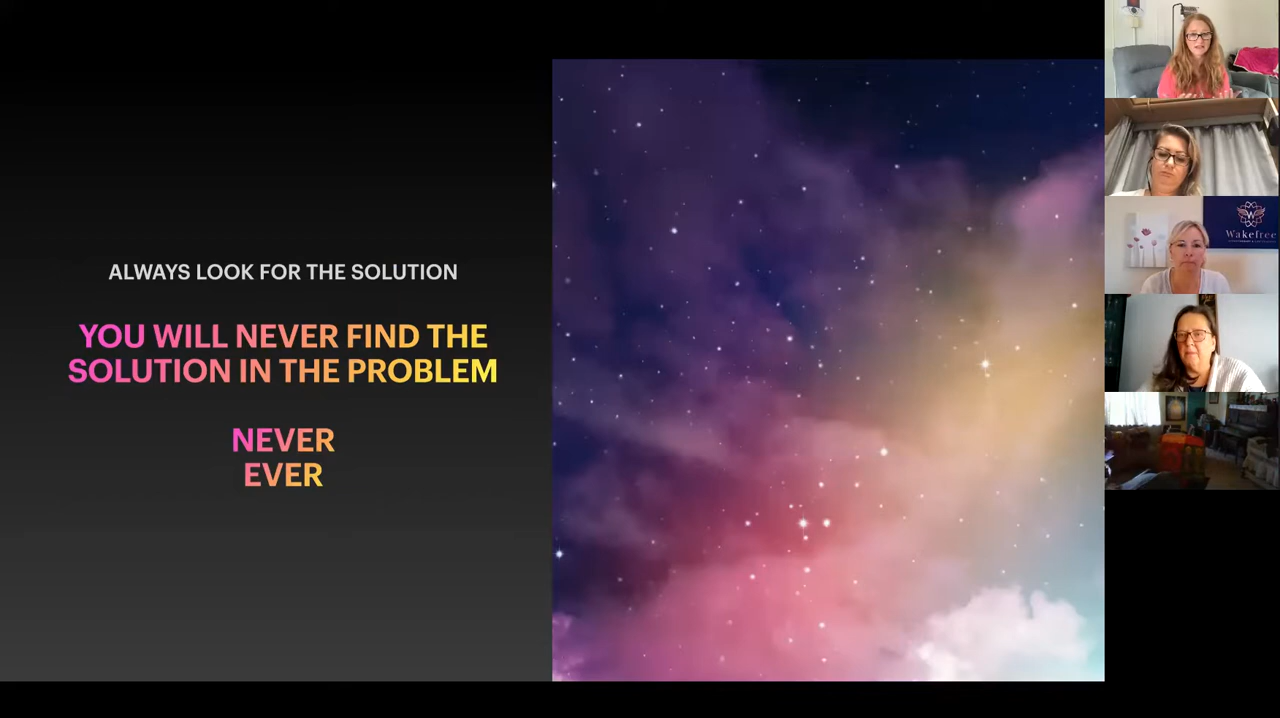 ALWAYS LOOK FOR THE SOLUTION
YOU WILL NEVER FIND THE
SOLUTION IN THE PROBLEM
NEVER
EVER
W
Wakefree